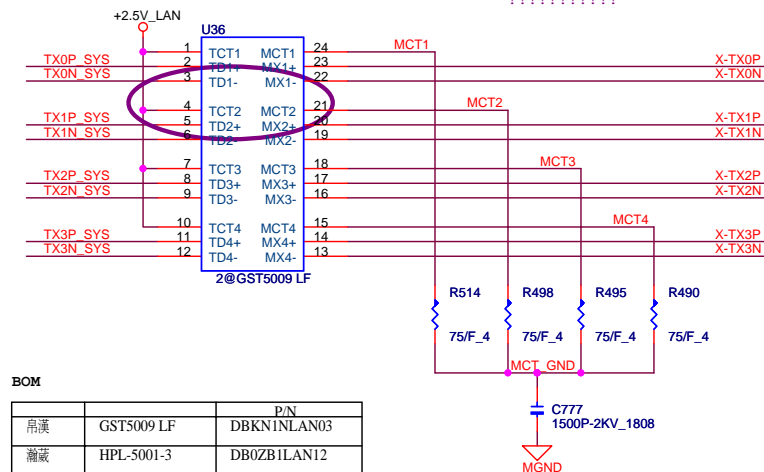 +2.5V_LAN
U36
1 TCT1 MCT1 24 MCT1
TX0P_SYS 2 TD1+ MX1+ 23 X-TX0P
TX0N_SYS 3 TD1- MX1- 22 X-TX0N
4 TCT2 MCT2 21 MCT2
TX1P_SYS 5 TD2+ MX2+ 20 X-TX1P
TX1N_SYS 6 TD2- MX2- 19 X-TX1N
7 TCT3 MCT3 18 MCT3
TX2P_SYS 8 TD3+ MX3+ 17 X-TX2P
TX2N_SYS 9 TD3- MX3- 16 X-TX2N
10 TCT4 MCT4 15 MCT4
TX3P_SYS 11 TD4+ MX4+ 14 X-TX3P
TX3N_SYS 12 TD4- MX4- 13 X-TX3N
2@GST5009 LF
R514 R498 R495 R490
75/F_4 75/F_4 75/F_4 75/F_4
MCT_GND
C777
1500P-2KV_1808
MGND
BOM
P/N
帛漢 GST5009 LF DBKN1NLAN03
瀚葳 HPL-5001-3 DB0ZB1LAN12